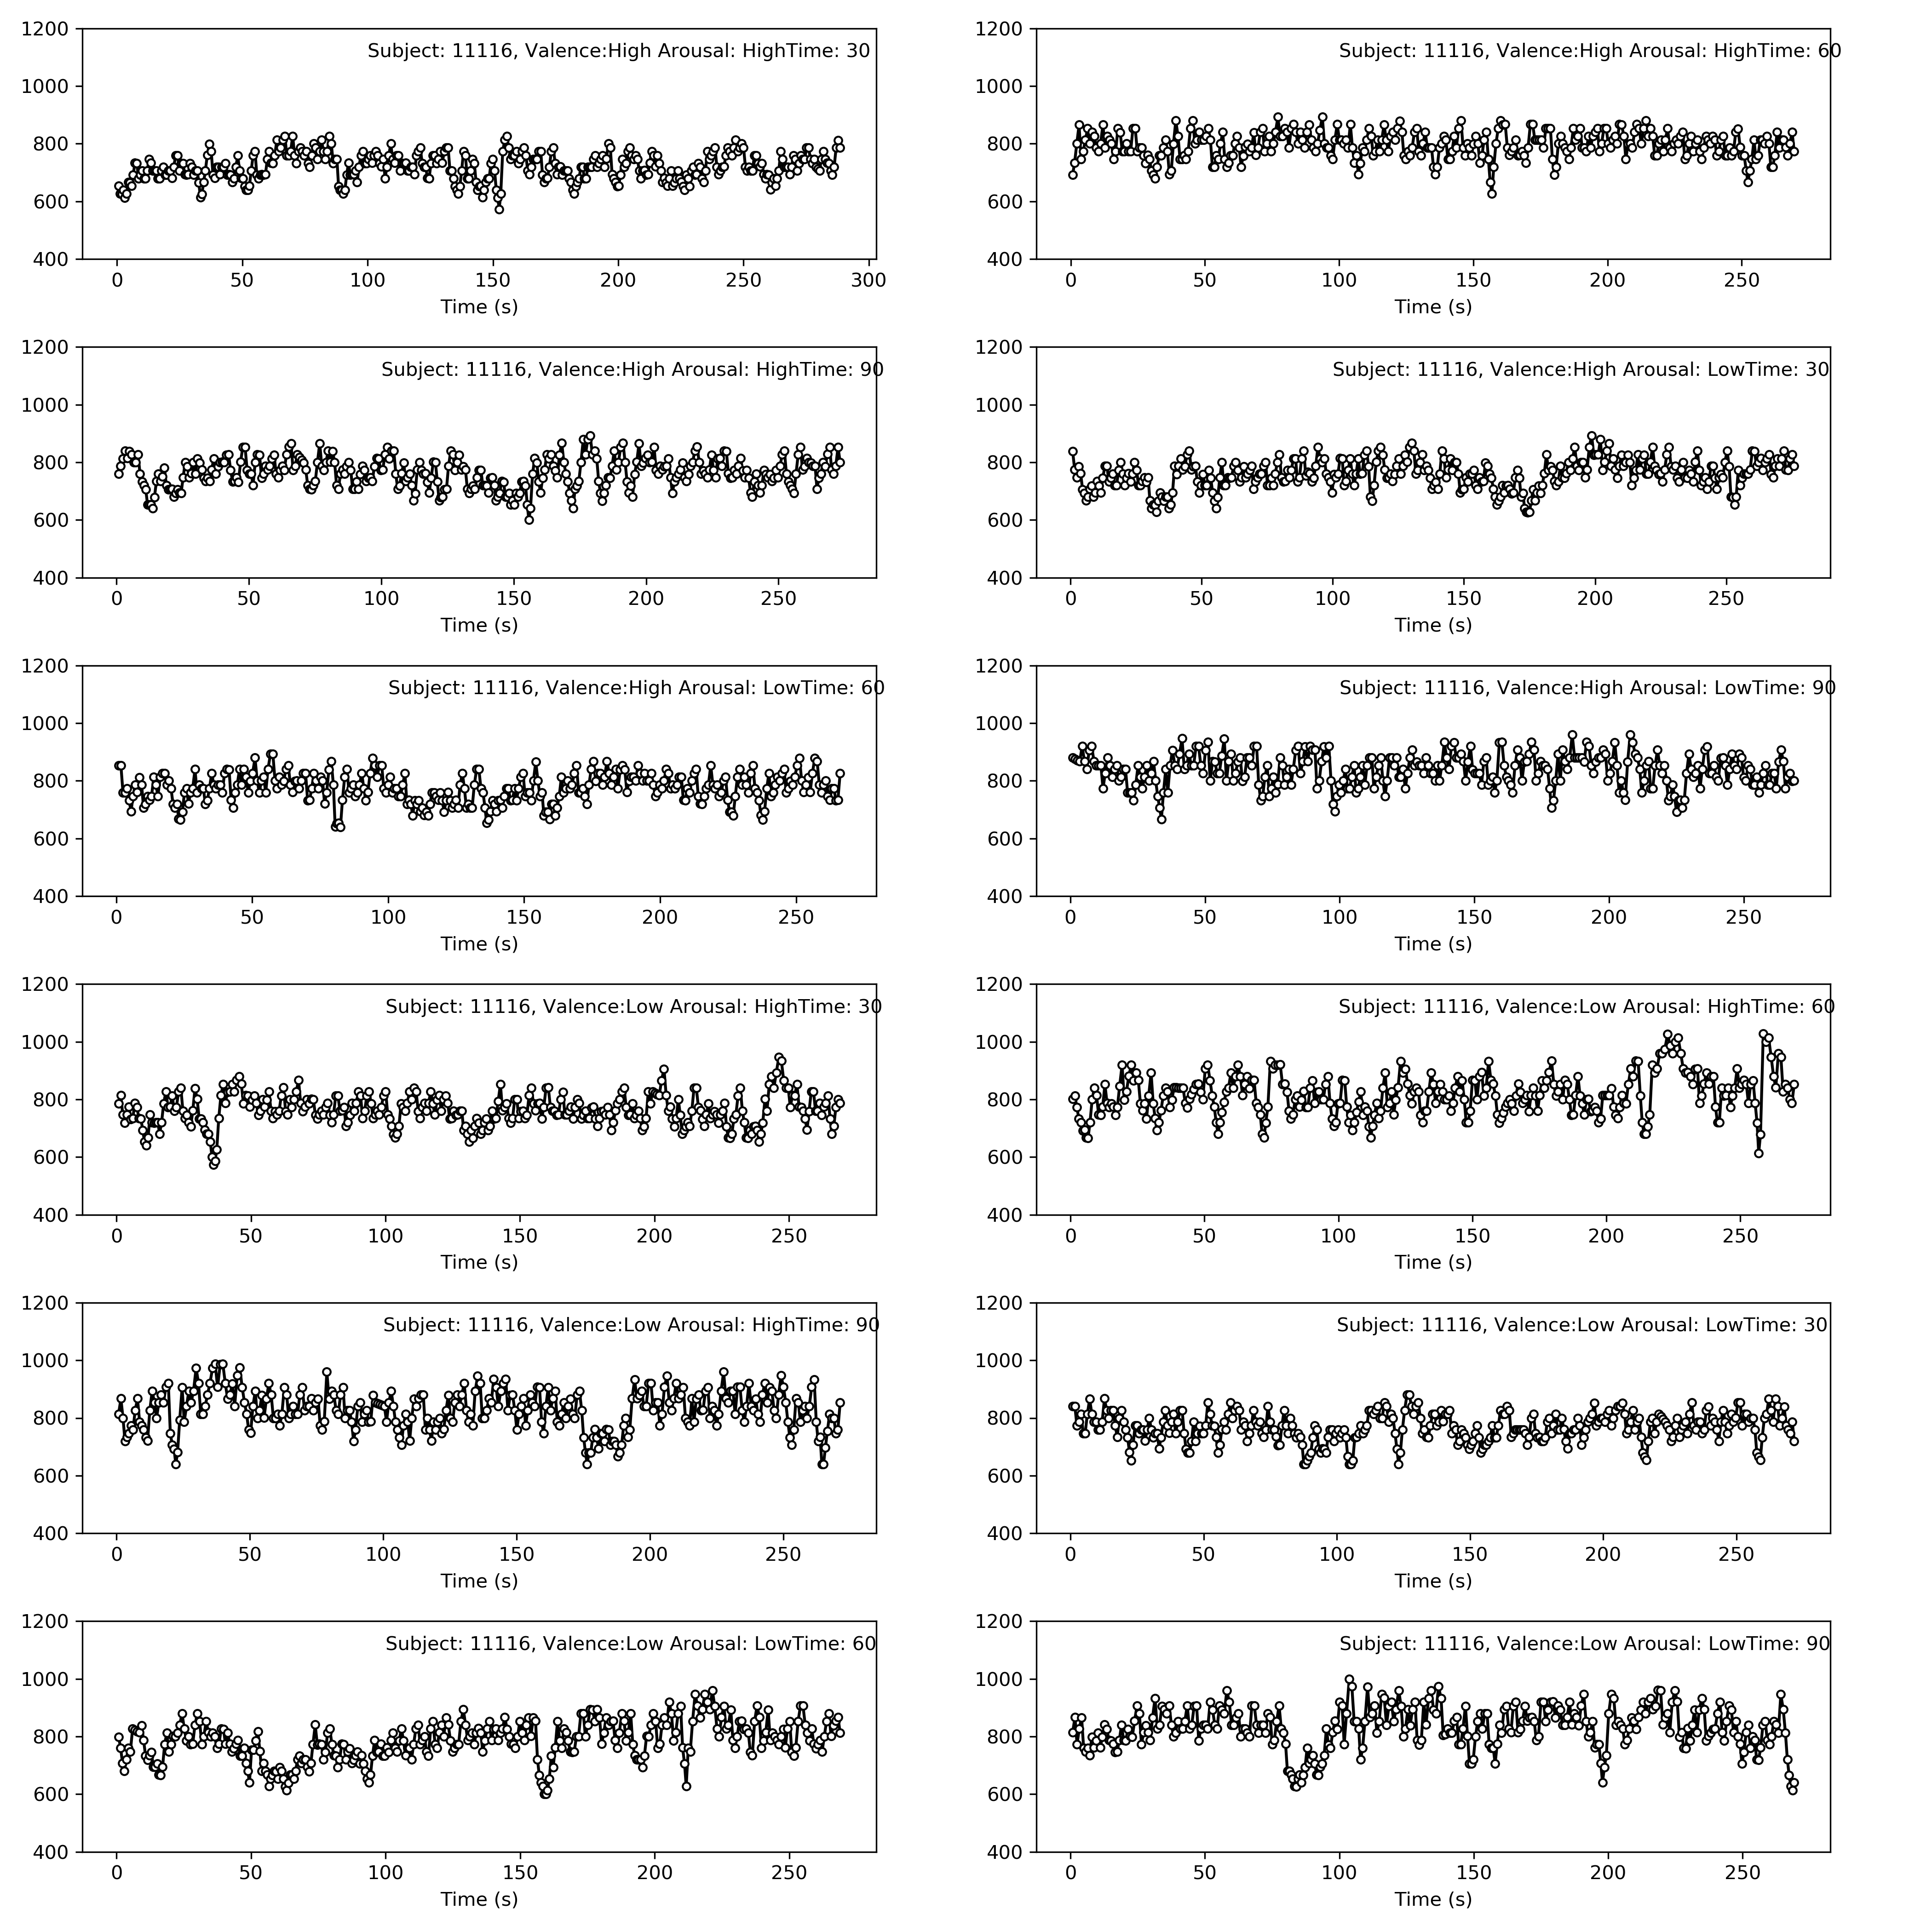 1200
Subject: 11116, Valence:High Arousal: HighTime: 30
1000
800
600
400
0 50 100 150 200 250 300
Time (s)
1200
Subject: 11116, Valence:High Arousal: HighTime: 60
1000
800
600
400
0 50 100 150 200 250
Time (s)
1200
Subject: 11116, Valence:High Arousal: HighTime: 90
1000
800
600
400
0 50 100 150 200 250
Time (s)
1200
Subject: 11116, Valence:High Arousal: LowTime: 30
1000
800
600
400
0 50 100 150 200 250
Time (s)
1200
Subject: 11116, Valence:High Arousal: LowTime: 60
1000
800
600
400
0 50 100 150 200 250
Time (s)
1200
Subject: 11116, Valence:High Arousal: LowTime: 90
1000
800
600
400
0 50 100 150 200 250
Time (s)
1200
Subject: 11116, Valence:Low Arousal: HighTime: 30
1000
800
600
400
0 50 100 150 200 250
Time (s)
1200
Subject: 11116, Valence:Low Arousal: HighTime: 60
1000
800
600
400
0 50 100 150 200 250
Time (s)
1200
Subject: 11116, Valence:Low Arousal: HighTime: 90
1000
800
600
400
0 50 100 150 200 250
Time (s)
1200
Subject: 11116, Valence:Low Arousal: LowTime: 30
1000
800
600
400
0 50 100 150 200 250
Time (s)
1200
Subject: 11116, Valence:Low Arousal: LowTime: 60
1000
800
600
400
0 50 100 150 200 250
Time (s)
1200
Subject: 11116, Valence:Low Arousal: LowTime: 90
1000
800
600
400
0 50 100 150 200 250
Time (s)